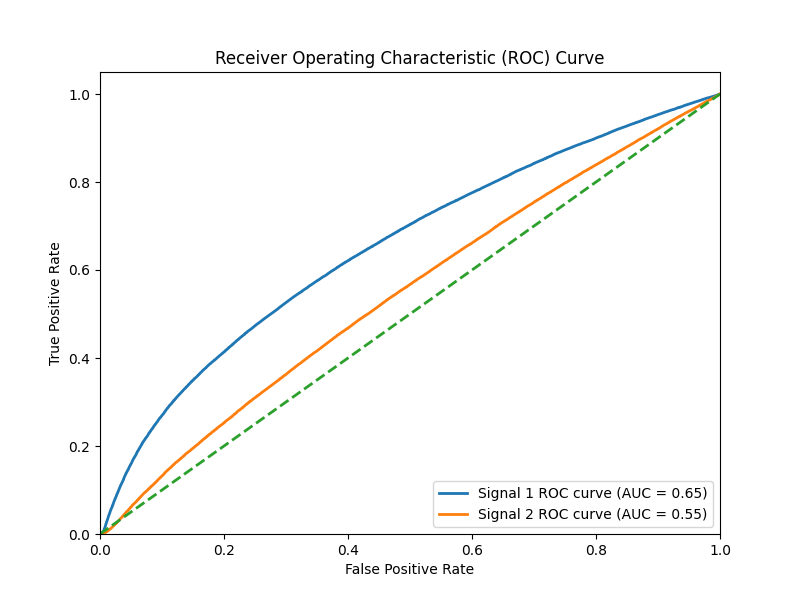 Receiver Operating Characteristic (ROC) Curve
True Positive Rate
1.0
0.8
0.6
0.4
0.2
0.0
Signal 1 ROC curve (AUC = 0.65)
Signal 2 ROC curve (AUC = 0.55)
0.0 0.2 0.4 0.6 0.8 1.0
False Positive Rate